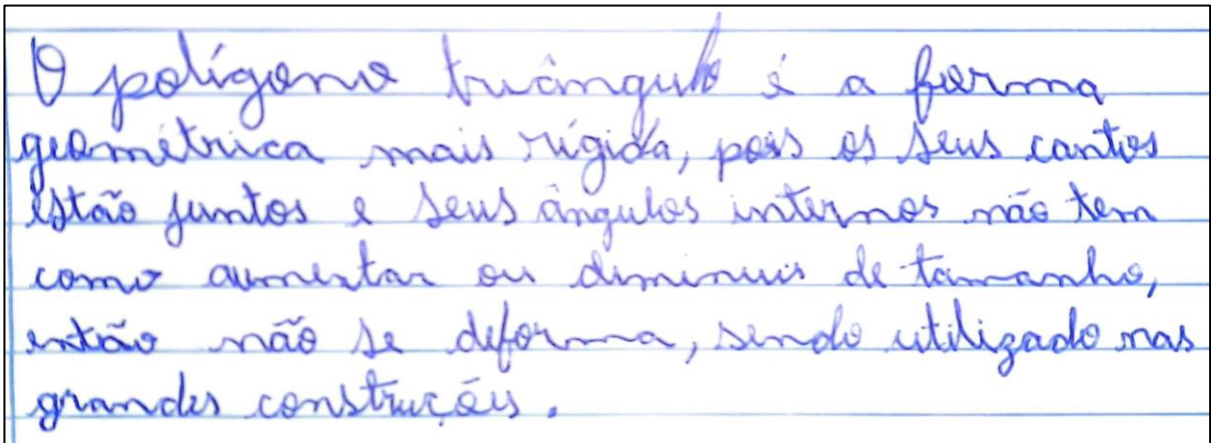 O polígono triângulo é a forma
geométrica mais rígida, pois os seus cantos
estão juntos e seus ângulos internos não tem
como aumentar ou diminuir de tamanho,
então não se deforma, sendo utilizado nas
grandes construções.